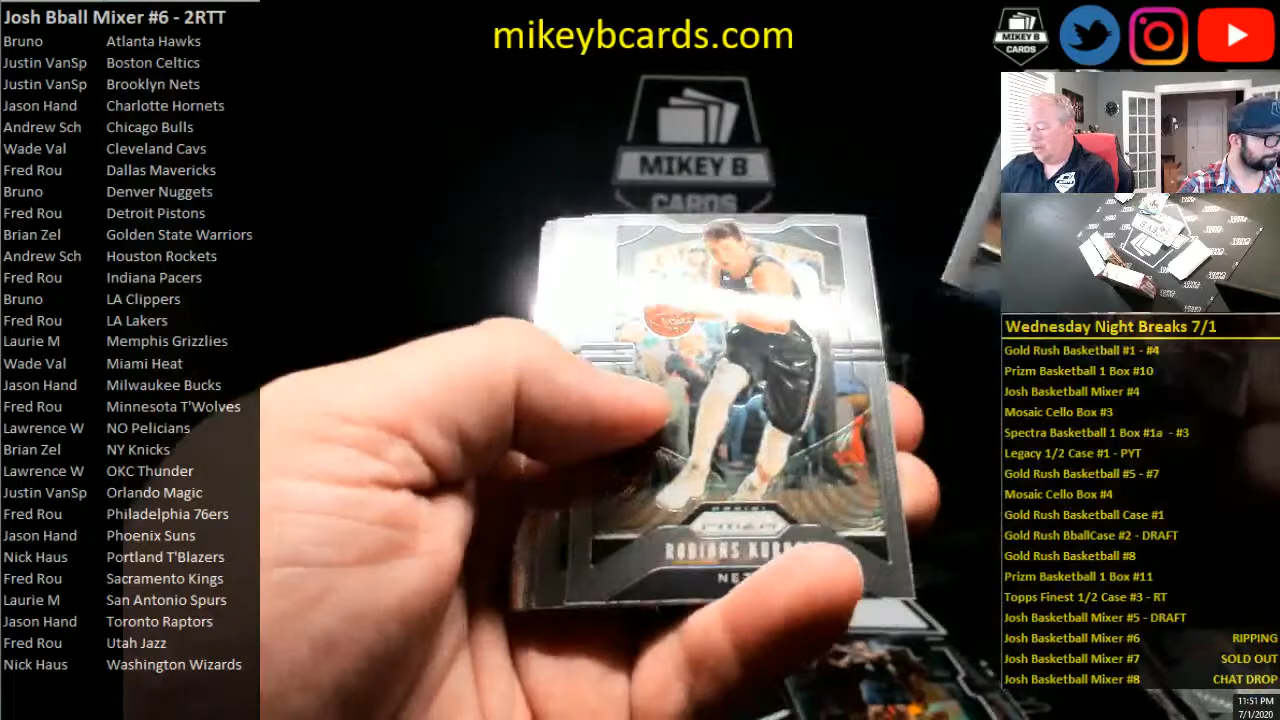 Josh Bball Mixer #6 - 2RTT
Bruno Atlanta Hawks
Justin VanSp Boston Celtics
Justin VanSp Brooklyn Nets
Jason Hand Charlotte Hornets
Andrew Sch Chicago Bulls
Wade Val Cleveland Cavs
Fred Rou Dallas Mavericks
Bruno Denver Nuggets
Fred Rou Detroit Pistons
Brian Zel Golden State Warriors
Andrew Sch Houston Rockets
Fred Rou Indiana Pacers
Bruno LA Clippers
Fred Rou LA Lakers
Laurie M Memphis Grizzlies
Wade Val Miami Heat
Jason Hand Milwaukee Bucks
Fred Rou Minnesota T'Wolves
Lawrence W NO Pelicians
Brian Zel NY Knicks
Lawrence W OKC Thunder
Justin VanSp Orlando Magic
Fred Rou Philadelphia 76ers
Jason Hand Phoenix Suns
Nick Haus Portland T'Blazers
Fred Rou Sacramento Kings
Laurie M San Antonio Spurs
Jason Hand Toronto Raptors
Fred Rou Utah Jazz
Nick Haus Washington Wizards
mikeybcards.com
MIKEY B
CARDS
PRIZM
RODIONS
MIKEY B
CARDS
Wednesday Night Breaks 7/1
Gold Rush Basketball #1 - #4
Prizm Basketball 1 Box #10
Josh Basketball Mixer #4
Mosaic Cello Box #3
Spectra Basketball 1 Box #1a - #3
Legacy 1/2 Case #1 - PYT
Gold Rush Basketball #5 - #7
Mosaic Cello Box #4
Gold Rush Basketball Case #1
Gold Rush BballCase #2 - DRAFT
Gold Rush Basketball #8
Prizm Basketball 1 Box #11
Topps Finest 1/2 Case #3 - RT
Josh Basketball Mixer #5 - DRAFT
Josh Basketball Mixer #6 RIPPING
Josh Basketball Mixer #7 SOLD OUT
Josh Basketball Mixer #8 CHAT DROP
11:51 PM
7/1/2020